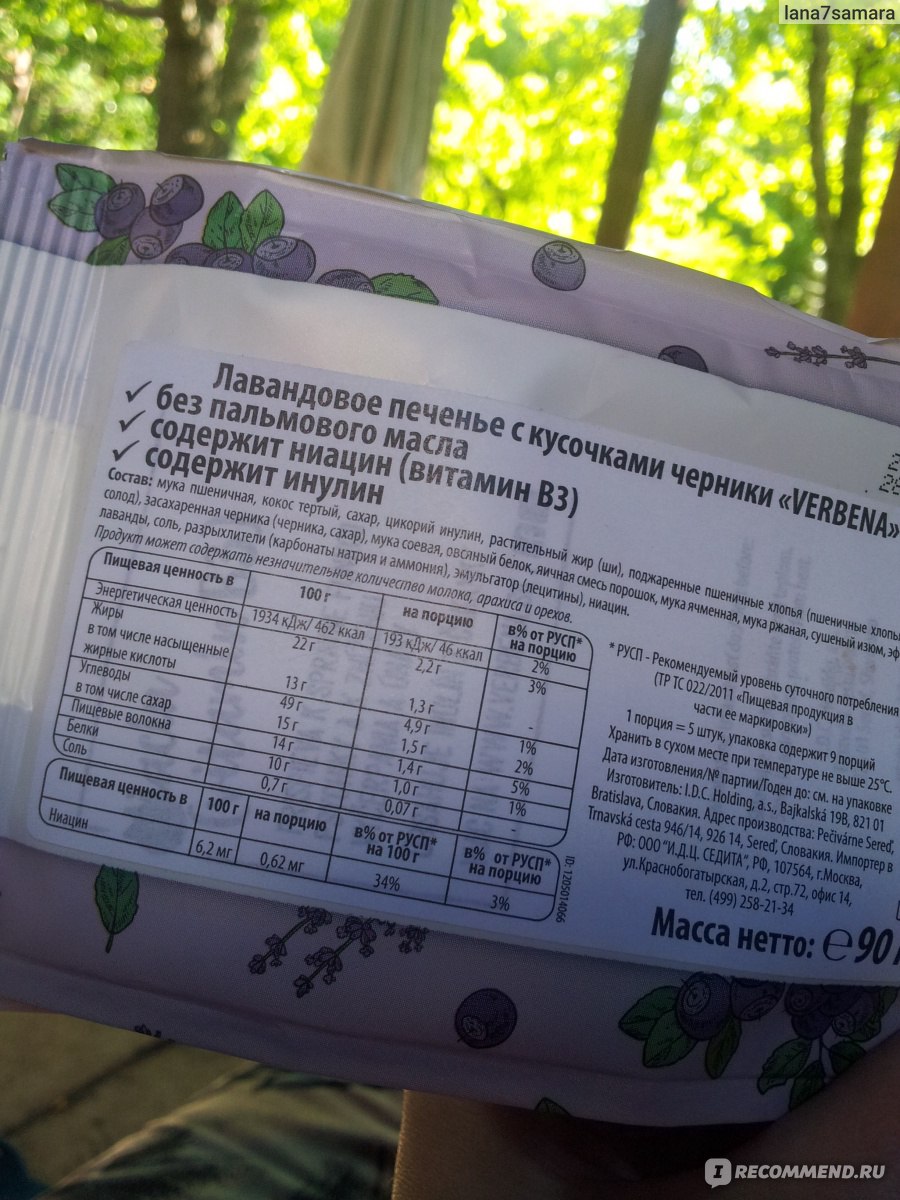 lana7samara
Лавандовое печенье с кусочками черники «VERBENA»
✓ без пальмового масла
✓ содержит ниацин (витамин В3)
✓ содержит инулин
Состав: мука пшеничная, кокос тертый, сахар, цикорий инулин, растительный жир (ши), поджаренные пшеничные хлопья (пшеничные
солод), засахаренная черника (черника, сахар), мука соевая, овсяный белок, яичная смесь порошок, мука ячменная, мука ржаная, сушеный изюм,
лаванды, соль, разрыхлители (карбонаты натрия и аммония), эмульгатор (лецитины), ниацин.
Продукт может содержать незначительное количество молока, арахиса и орехов.
Пищевая ценность в 100 г на порцию в% от РУСП* на порцию
Энергетическая ценность 1934 кДж/ 462 ккал 193 кДж/ 46 ккал 2%
Жиры 22 г 2,2 г 3%
в том числе насыщенные
жирные кислоты 13 г 1,3 г -
Углеводы 49 г 4,9 г 1%
в том числе сахар 15 г 1,5 г 2%
Пищевые волокна 14 г 1,4 г 5%
Белки 10 г 1,0 г 1%
Соль 0,7 г 0,07 г -
Пищевая ценность в 100 г на порцию в% от РУСП* на 100 г в% от РУСП* на порцию
Ниацин 6,2 мг 0,62 мг 34% 3%
ID: 1205014066
* РУСП - Рекомендуемый уровень суточного потребления
(ТР ТС 022/2011 «Пищевая продукция в
части ее маркировки»)
1 порция = 5 штук, упаковка содержит 9 порций
Хранить в сухом месте при температуре не выше 25°С.
Дата изготовления/№ партии/Годен до: см. на упаковке
Изготовитель: I.D.C. Holding, a.s., Bajkalská 19B, 821 01
Bratislava, Словакия. Адрес производства: Pečivárne Sereď,
Trnavská cesta 946/14, 926 14, Sereď, Словакия. Импортер в
РФ: ООО "И.Д.Ц. СЕДИТА", РФ, 107564, г.Москва,
ул.Краснобогатырская, д.2, стр.72, офис 14,
тел. (499) 258-21-34
Масса нетто: ℮ 90
IRECOMMEND.RU